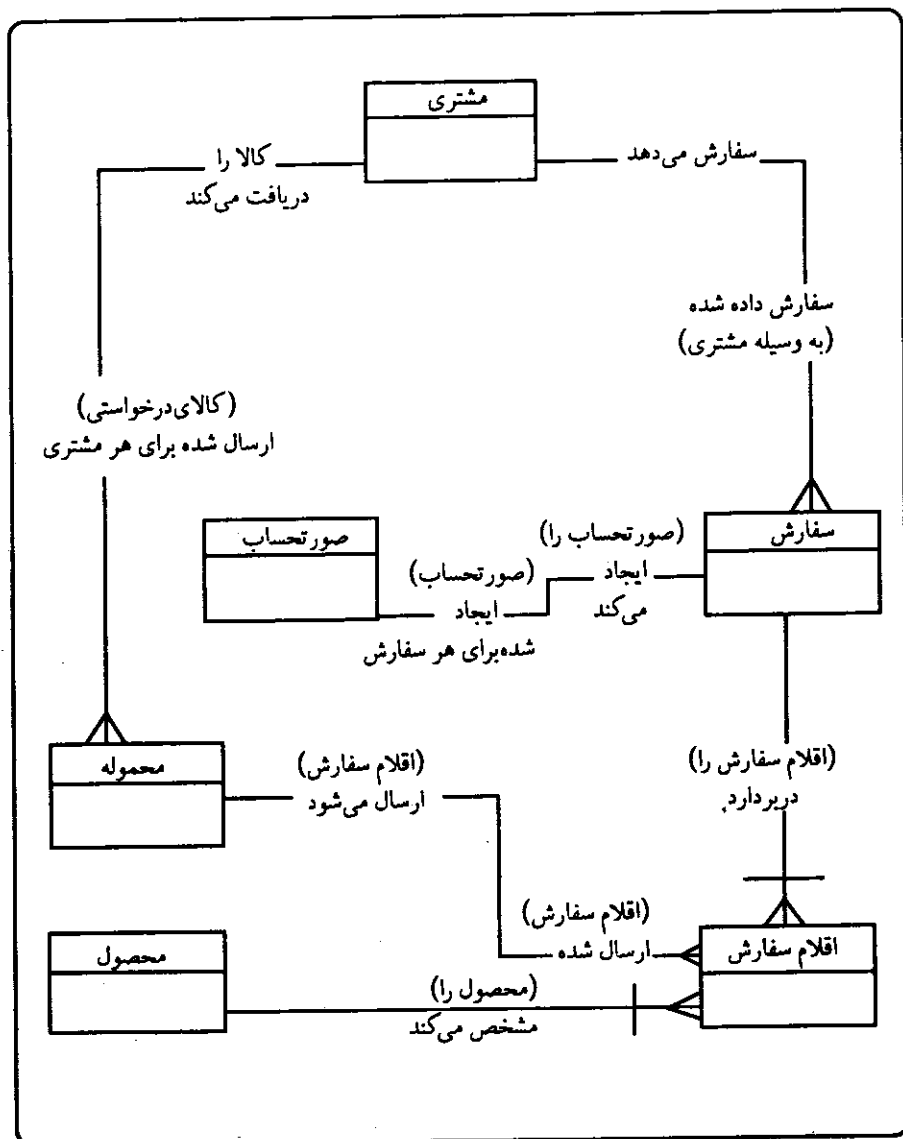 مشتری
سفارش می‌دهد
کالا را
دریافت می‌کند
سفارش داده شده
(به وسیله مشتری)
(کالای درخواستی)
ارسال شده برای هر مشتری
سفارش
(صورتحساب را)
ایجاد
می‌کند
صورتحساب
(صورتحساب)
ایجاد
شده برای هر سفارش
محموله
(اقلام سفارش)
ارسال می‌شود
(اقلام سفارش را)
دربردارد
(اقلام سفارش)
ارسال شده
اقلام سفارش
محصول
(محصول را)
مشخص می‌کند